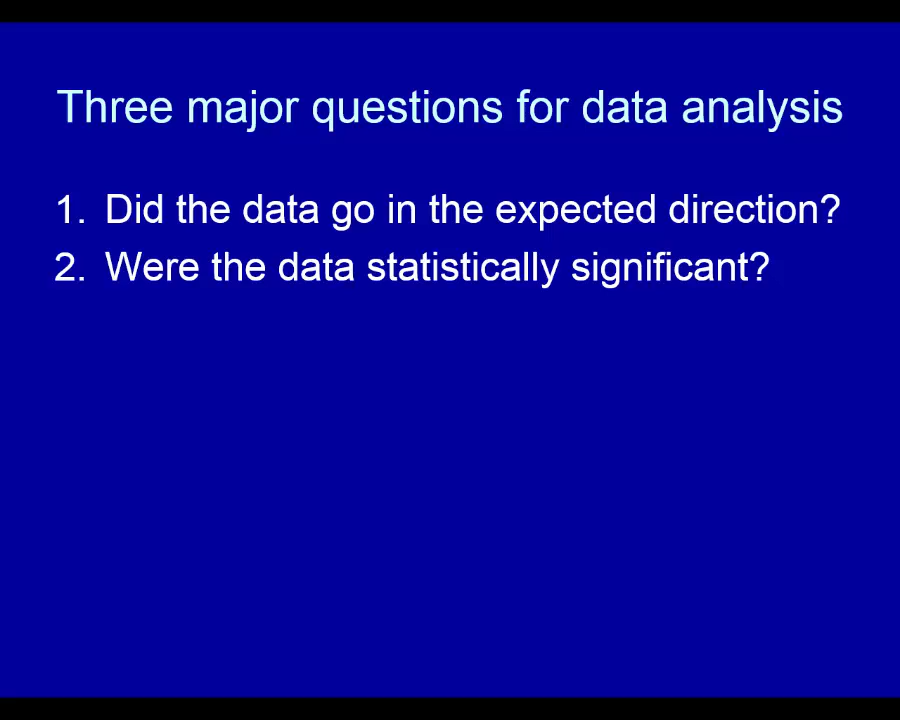 Three major questions for data analysis
1. Did the data go in the expected direction?
2. Were the data statistically significant?